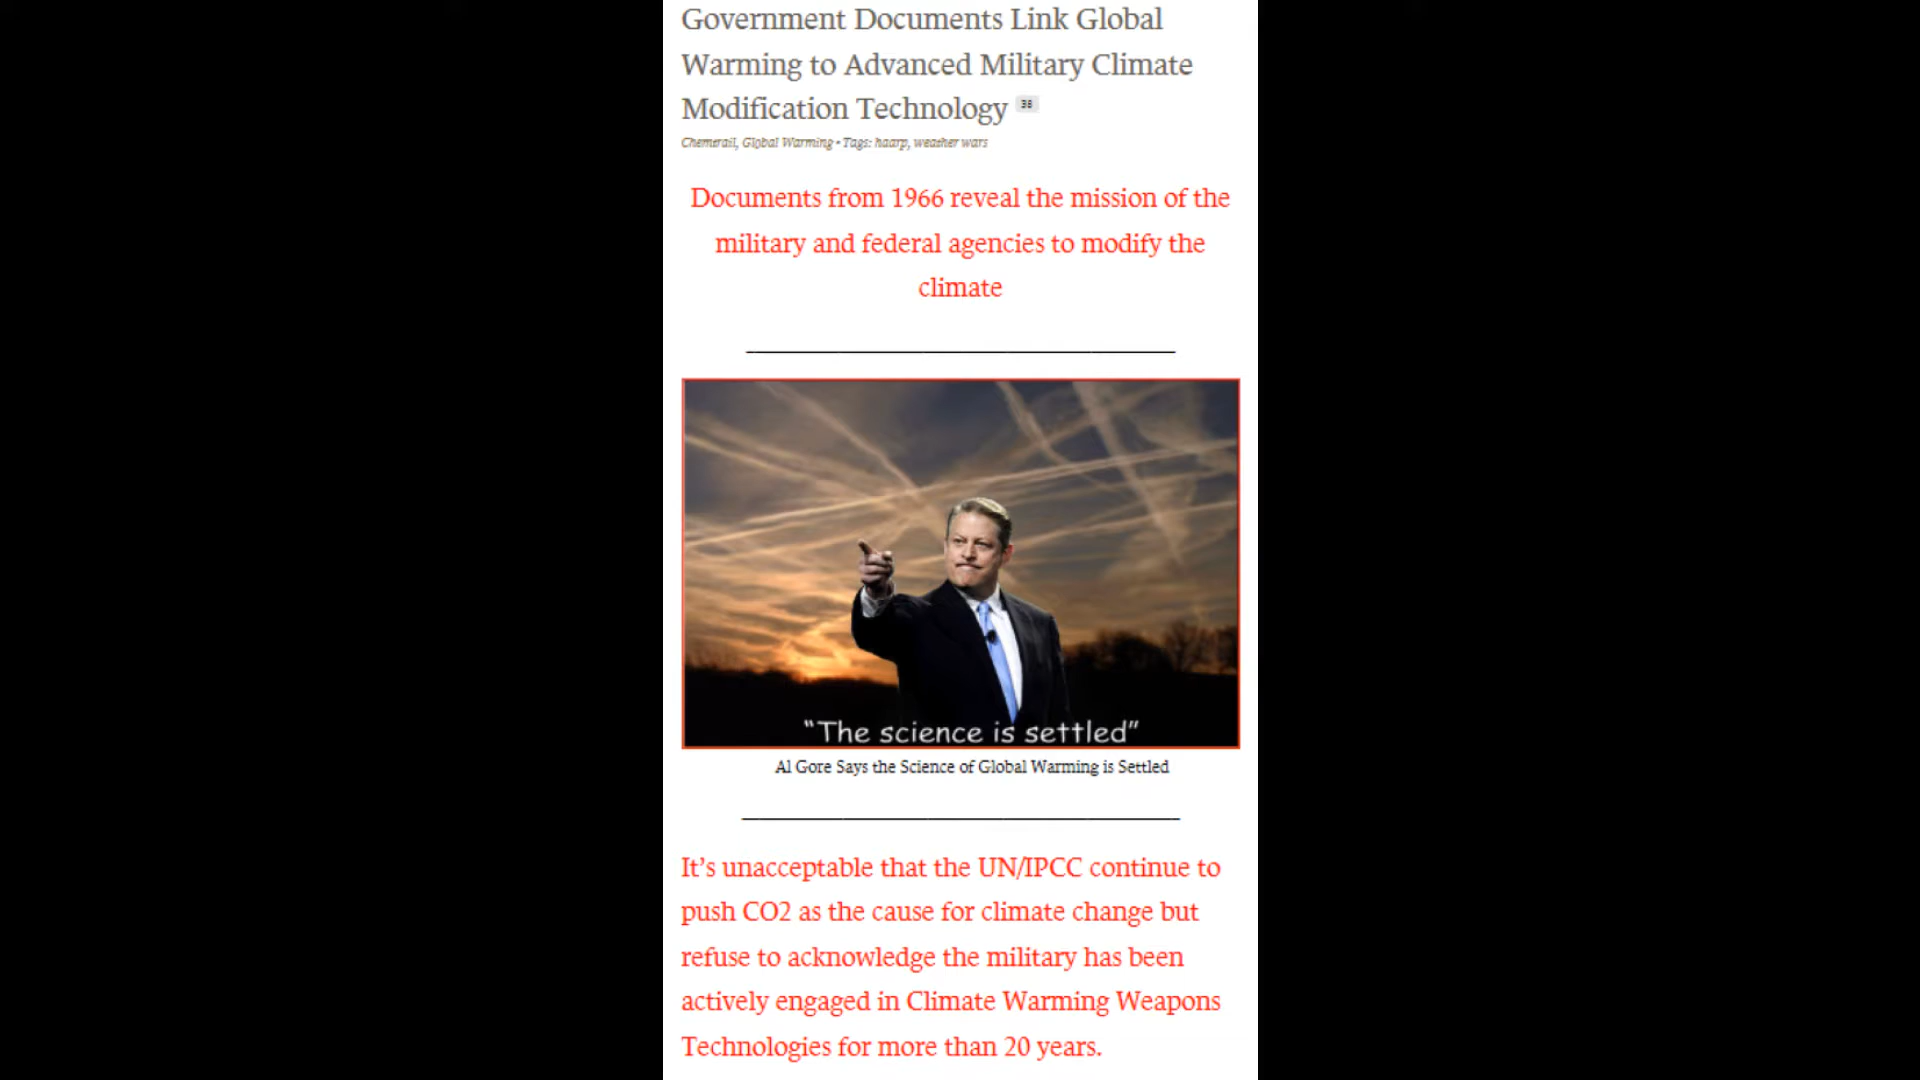 Government Documents Link Global
Warming to Advanced Military Climate
Modification Technology 38
Chemtrail, Global Warming • Tags: haarp, weather wars
Documents from 1966 reveal the mission of the
military and federal agencies to modify the
climate
“The science is settled”
Al Gore Says the Science of Global Warming is Settled
It’s unacceptable that the UN/IPCC continue to
push CO2 as the cause for climate change but
refuse to acknowledge the military has been
actively engaged in Climate Warming Weapons
Technologies for more than 20 years.